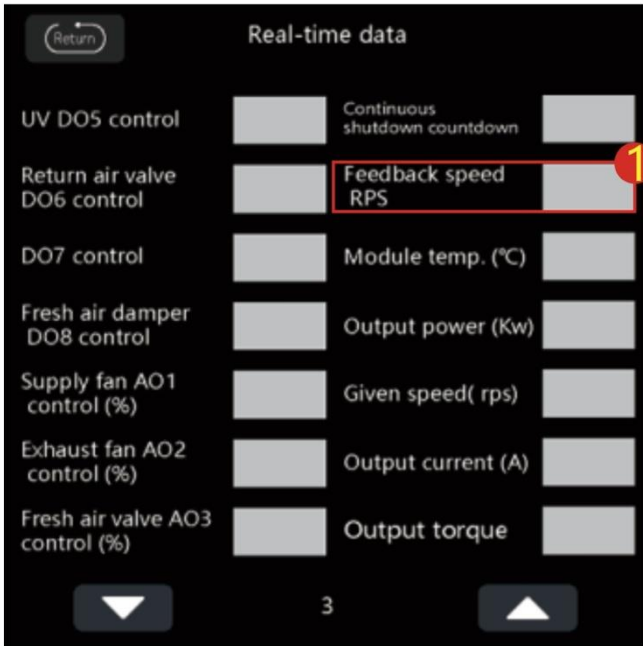 Return
Real-time data
UV DO5 control
Continuous
shutdown countdown
Return air valve
DO6 control
Feedback speed
RPS
1
DO7 control
Module temp. (℃)
Fresh air damper
DO8 control
Output power (Kw)
Supply fan AO1
control (%)
Given speed( rps)
Exhaust fan AO2
control (%)
Output current (A)
Fresh air valve AO3
control (%)
Output torque
3